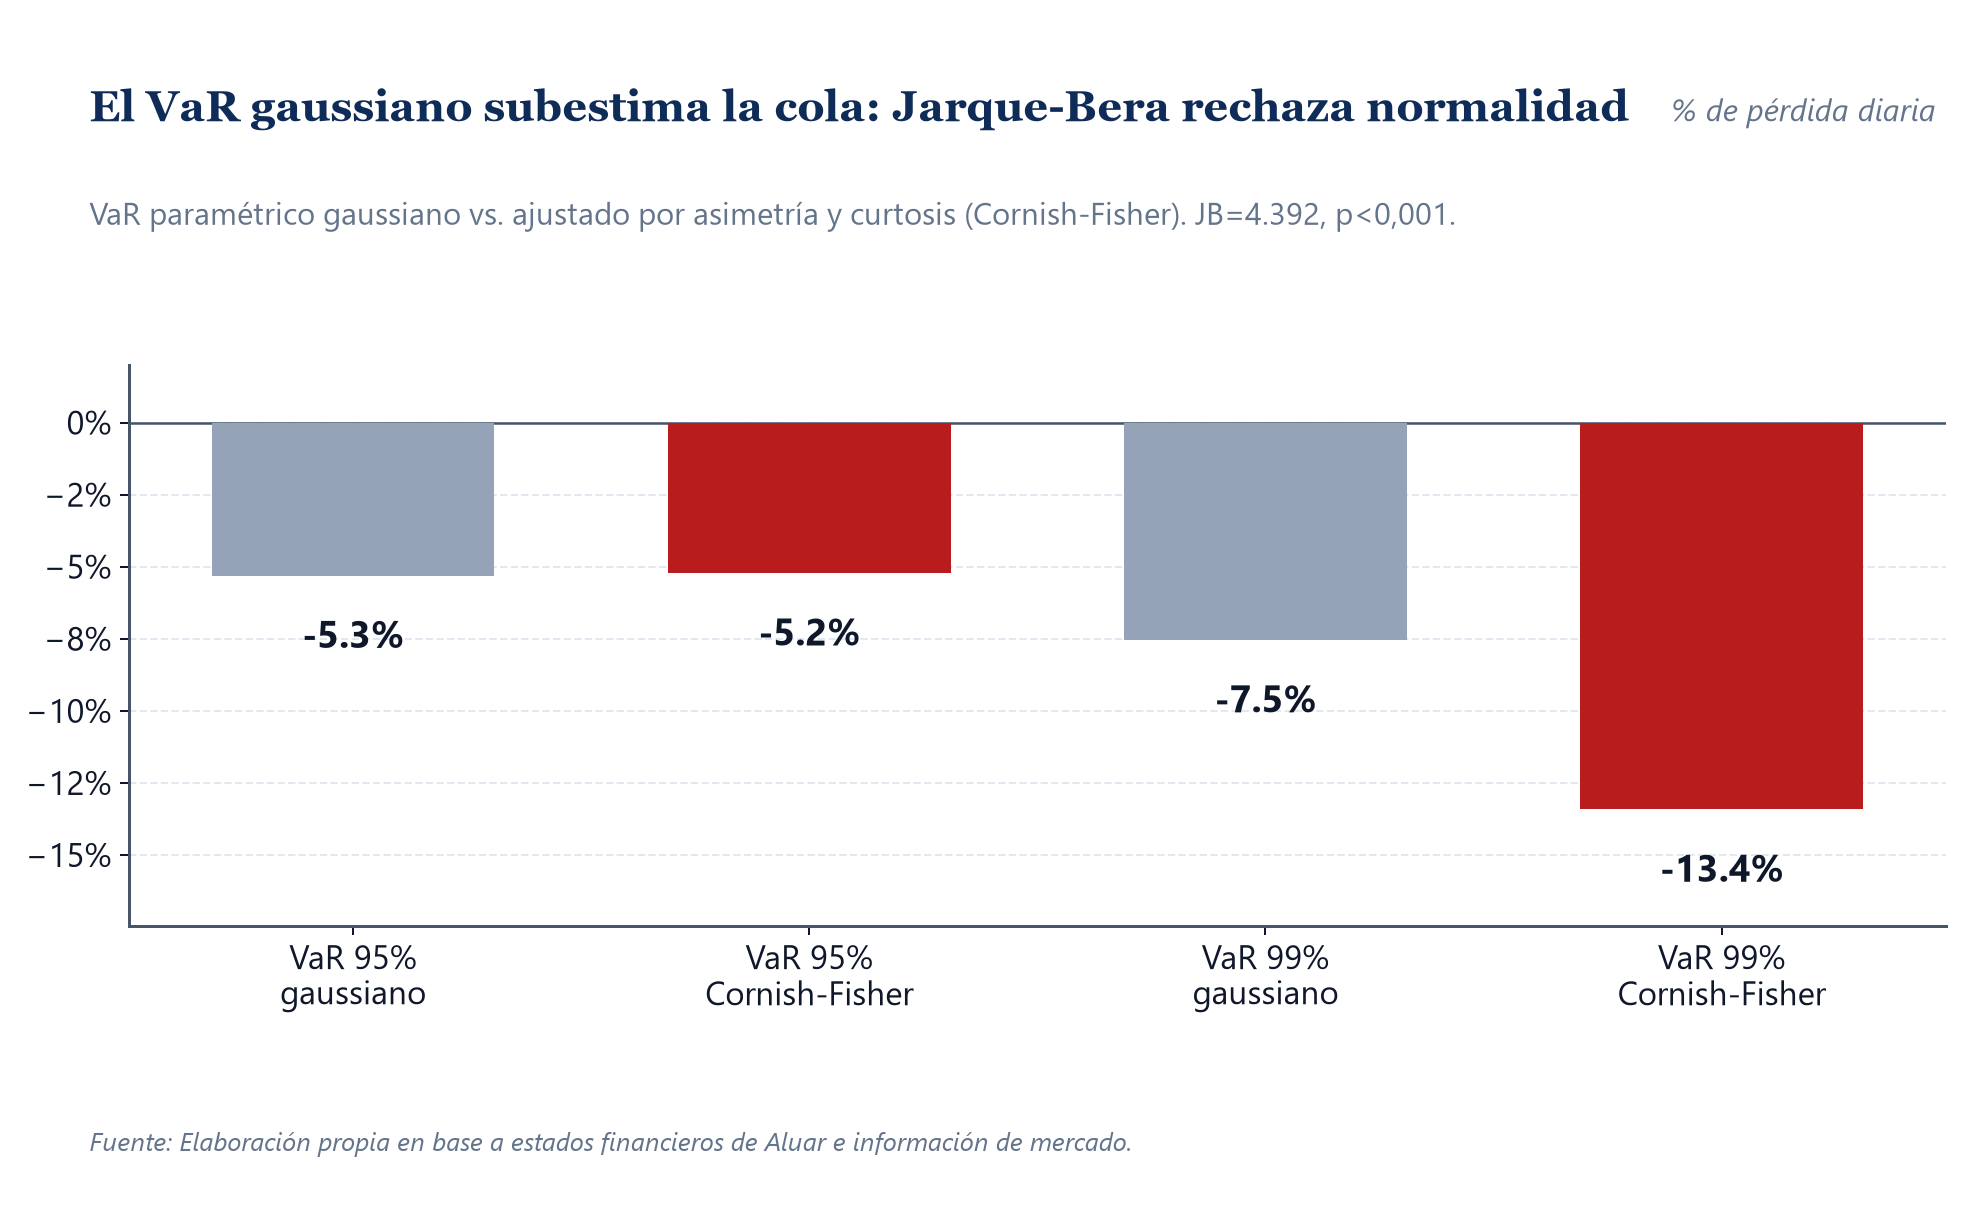 El VaR gaussiano subestima la cola: Jarque-Bera rechaza normalidad % de pérdida diaria
VaR paramétrico gaussiano vs. ajustado por asimetría y curtosis (Cornish-Fisher). JB=4.392, p<0,001.
0%
−2%
−5%
−8%
−10%
−12%
−15%
-5.3%
-5.2%
-7.5%
-13.4%
VaR 95%
gaussiano
VaR 95%
Cornish-Fisher
VaR 99%
gaussiano
VaR 99%
Cornish-Fisher
Fuente: Elaboración propia en base a estados financieros de Aluar e información de mercado.